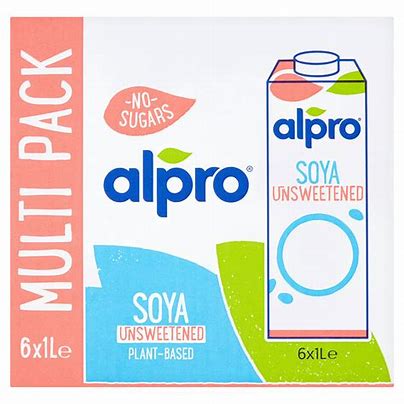 MULTI PACK
6x1Le
-NO-
SUGARS
alpro®
SOYA
UNSWEETENED
PLANT-BASED
alpro®
SOYA
UNSWEETENED
6x1Le